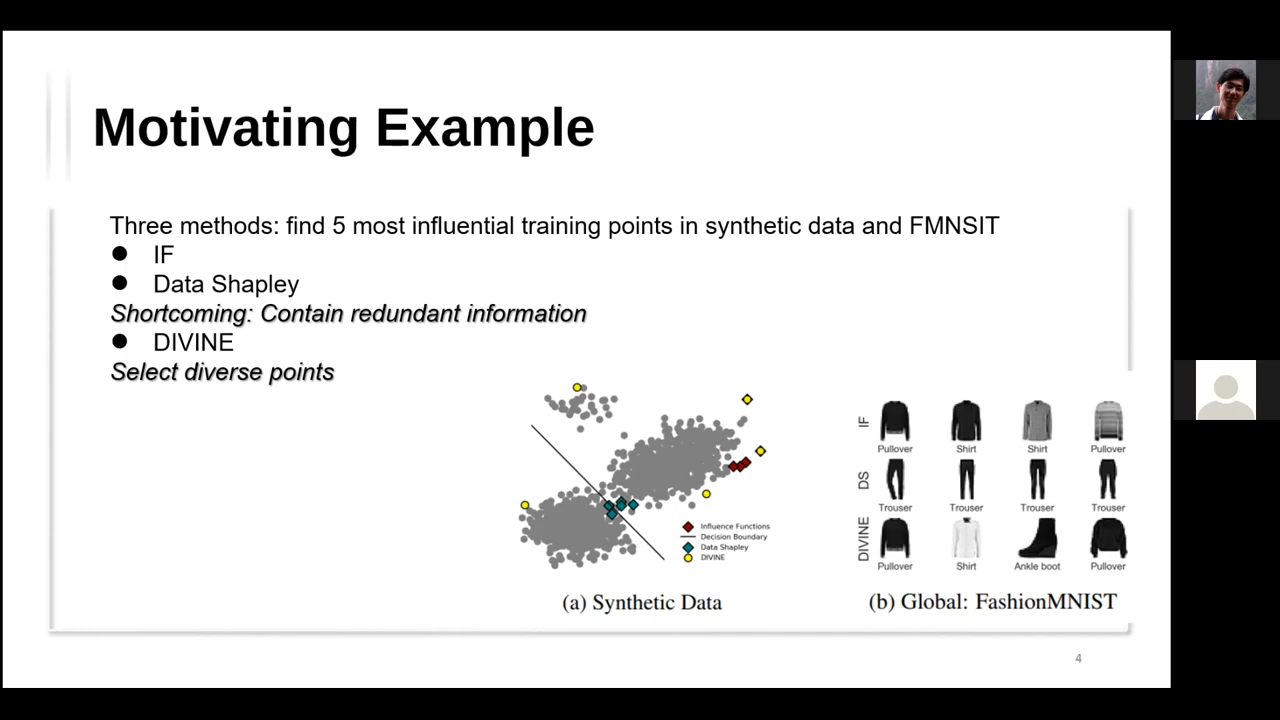 Motivating Example
Three methods: find 5 most influential training points in synthetic data and FMNSIT
● IF
● Data Shapley
Shortcoming: Contain redundant information
● DIVINE
Select diverse points
Influence Functions
Decision Boundary
Data Shapley
DIVINE
(a) Synthetic Data
IF
Pullover Shirt Shirt Pullover
DS
Trouser Trouser Trouser Trouser
DIVINE
Pullover Shirt Ankle boot Pullover
(b) Global: FashionMNIST
4